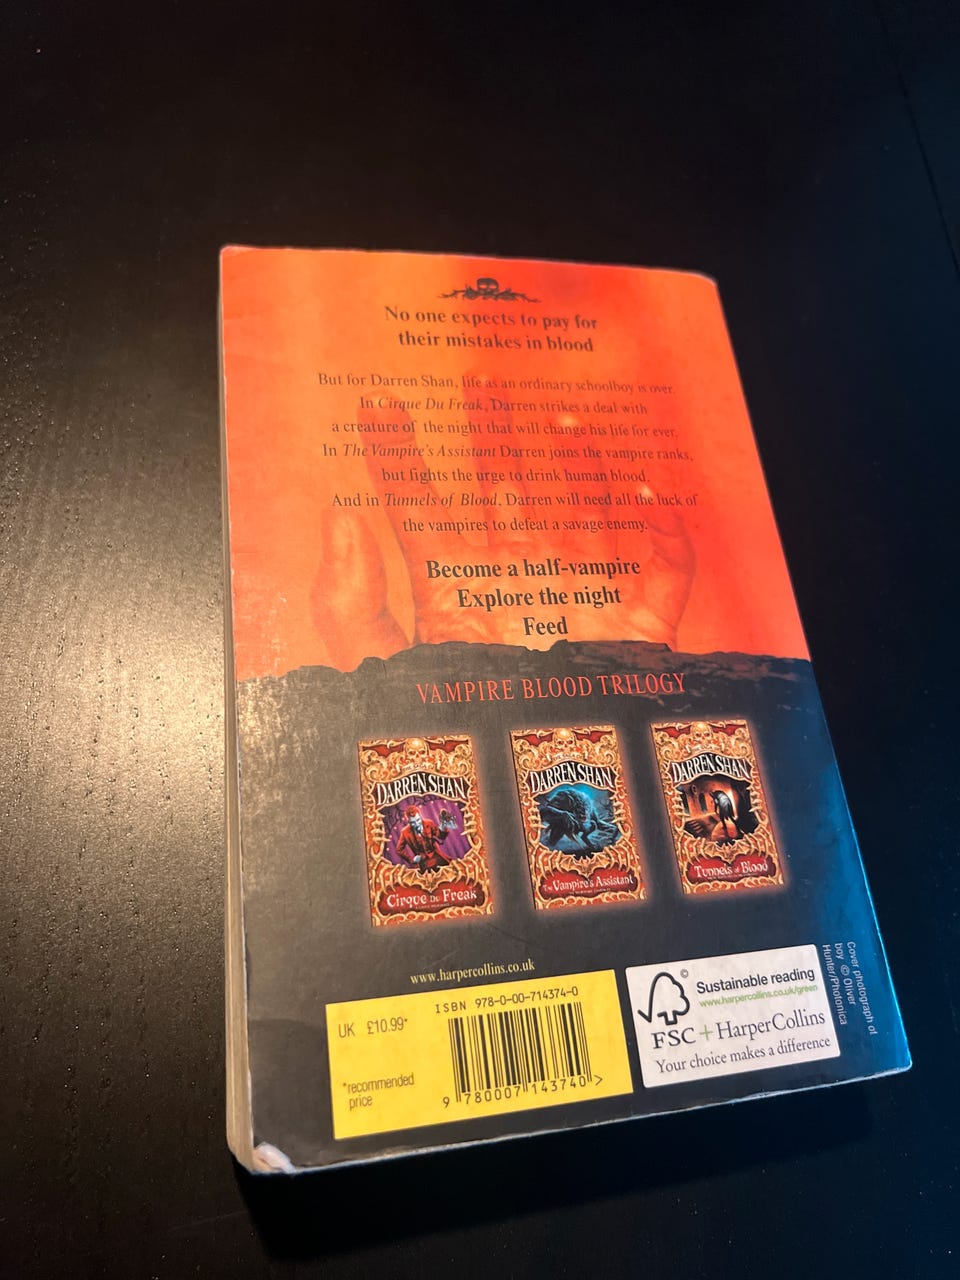 No one expects to pay for
their mistakes in blood
But for Darren Shan, life as an ordinary schoolboy is over.
In Cirque Du Freak, Darren strikes a deal with
a creature of the night that will change his life for ever.
In The Vampire's Assistant Darren joins the vampire ranks,
but fights the urge to drink human blood.
And in Tunnels of Blood, Darren will need all the luck of
the vampires to defeat a savage enemy.
Become a half-vampire
Explore the night
Feed
VAMPIRE BLOOD TRILOGY
DARREN SHAN
Cirque Du Freak
DARREN SHAN
The Vampire's Assistant
DARREN SHAN
Tunnels of Blood
www.harpercollins.co.uk
ISBN 978-0-00-714374-0
UK £10.99*
*recommended
price
9 780007 143740 >
©
Sustainable reading
www.harpercollins.co.uk/green
FSC + HarperCollins
Your choice makes a difference
Cover photograph of
boy © Oliver
Hunter/Photonica